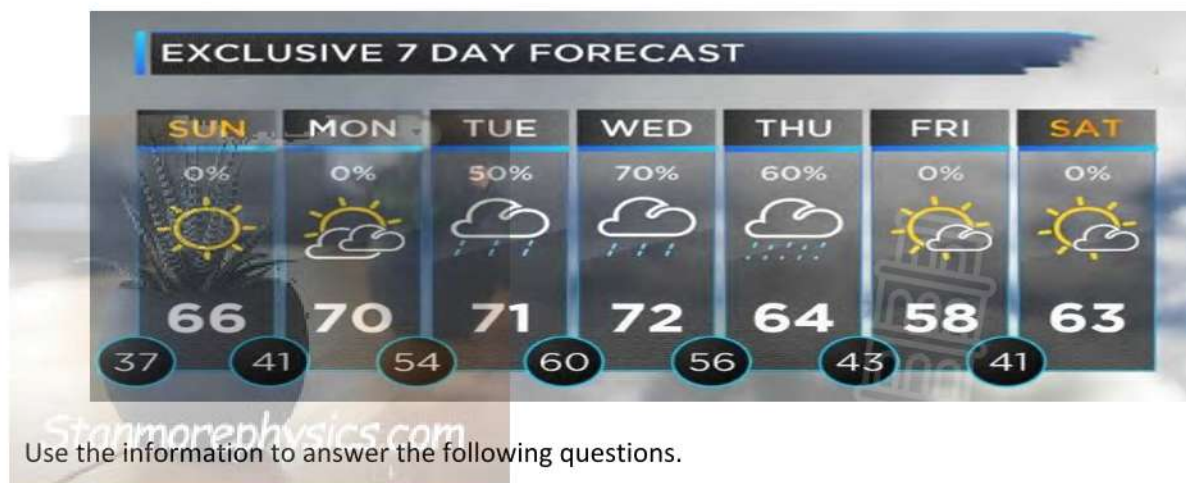 EXCLUSIVE 7 DAY FORECAST
SUN MON TUE WED THU FRI SAT
0% 0% 50% 70% 60% 0% 0%
66 70 71 72 64 58 63
37 41 54 60 56 43 41
Stanmorephysics.com
Use the information to answer the following questions.